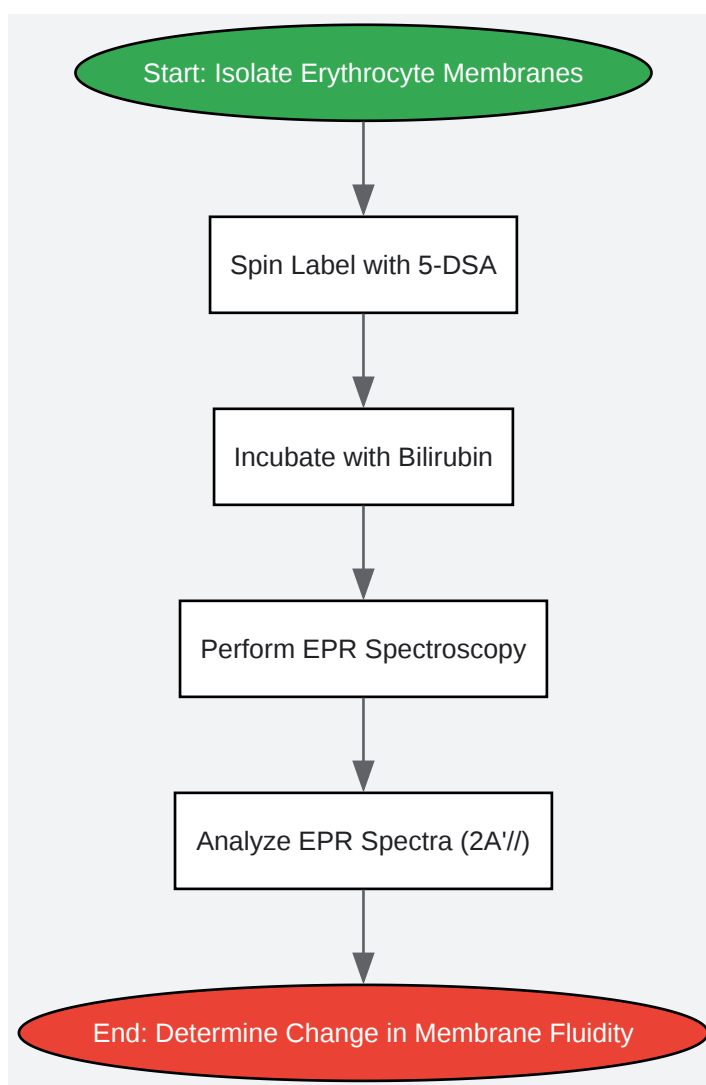 Start: Isolate Erythrocyte Membranes
Spin Label with 5-DSA
Incubate with Bilirubin
Perform EPR Spectroscopy
Analyze EPR Spectra (2A'//)
End: Determine Change in Membrane Fluidity